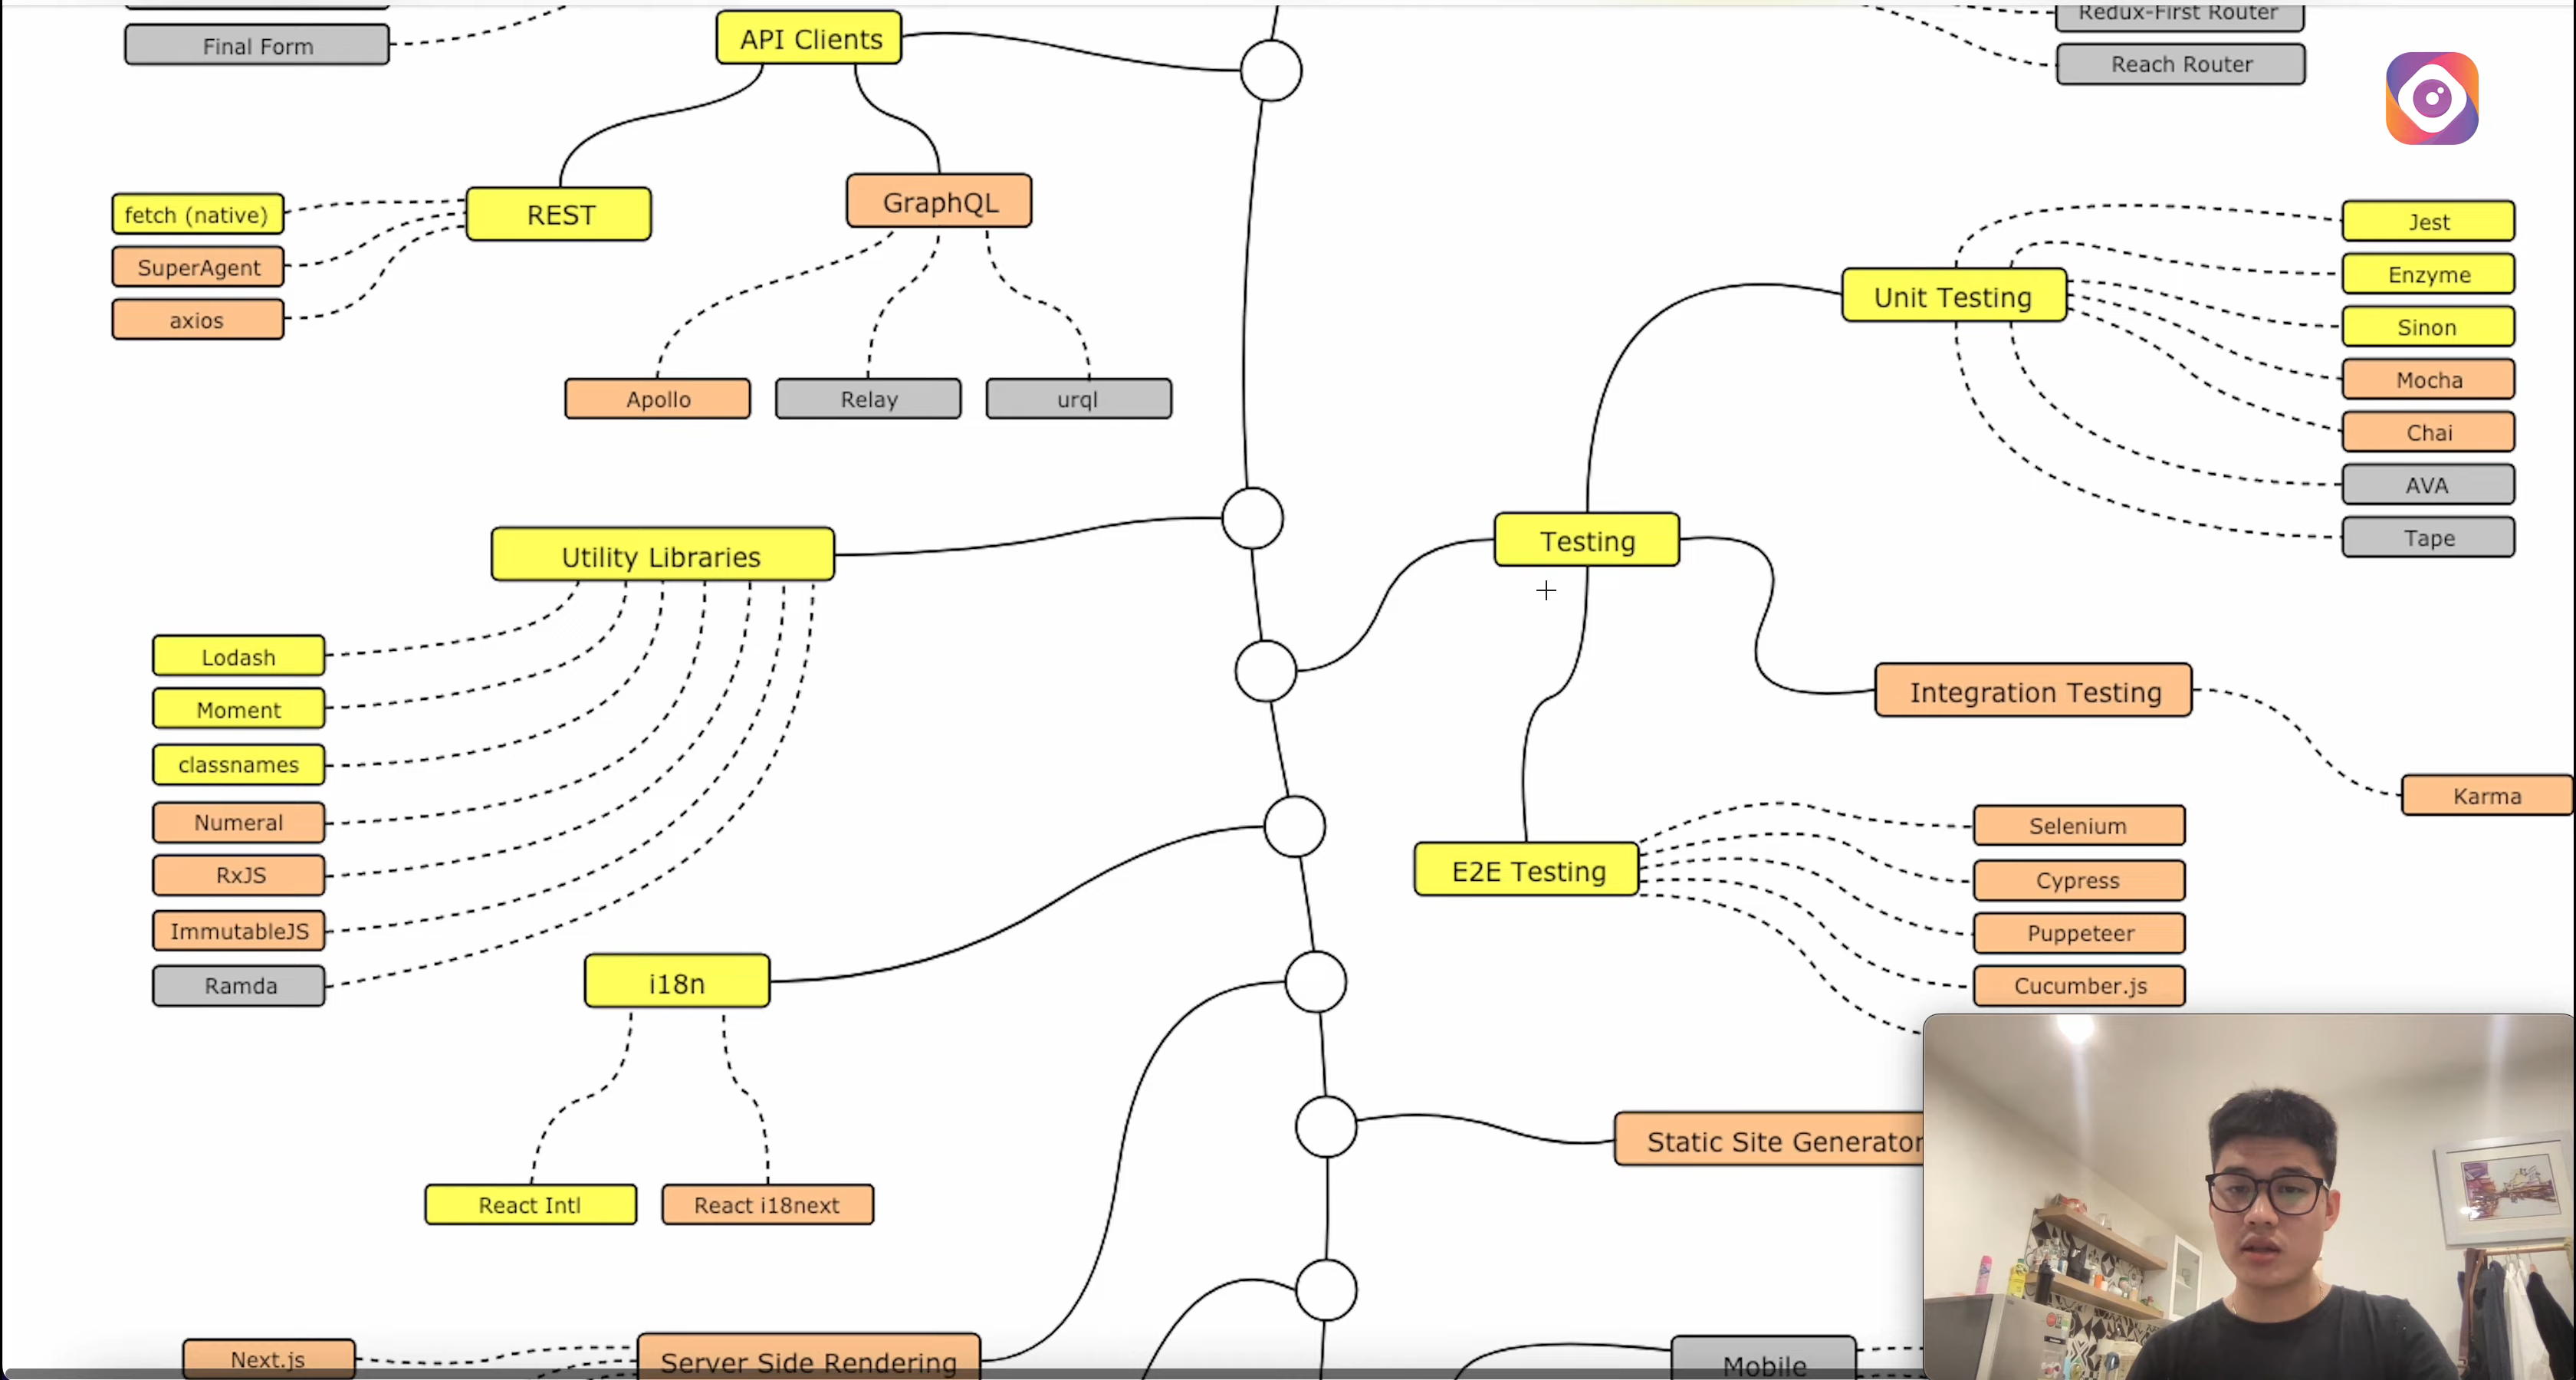 Final Form
API Clients
Redux-First Router
Reach Router
fetch (native)
SuperAgent
axios
REST
GraphQL
Apollo
Relay
urql
Jest
Enzyme
Sinon
Mocha
Chai
AVA
Tape
Unit Testing
Testing
Utility Libraries
Lodash
Moment
classnames
Numeral
RxJS
ImmutableJS
Ramda
Integration Testing
Karma
E2E Testing
Selenium
Cypress
Puppeteer
Cucumber.js
i18n
React Intl
React i18next
Static Site Generator
Next.js
Server Side Rendering
Mobile